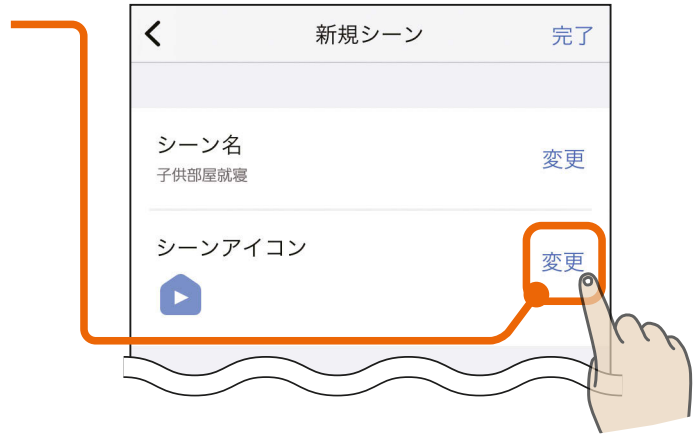 新規シーン
完了
シーン名
子供部屋就寝
変更
シーンアイコン
変更